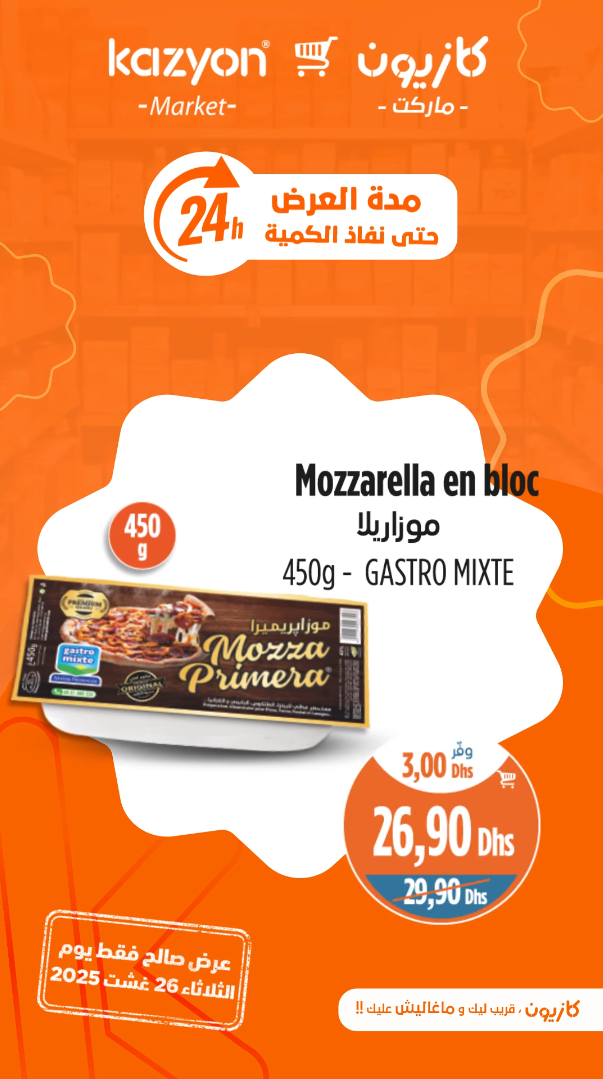 kazyon® كازيون
-Market- - ماركت -
24h
مدة العرض
حتى نفاذ الكمية
Mozzarella en bloc
موزاريلا
450g - GASTRO MIXTE
450
g
PREMIUM
موزابريميرا
Mozza
Primera®
gastro
mixte
ORIGINAL
450g
وفّر
3,00 Dhs
26,90 Dhs
29,90 Dhs
عرض صالح فقط يوم
الثلاثاء 26 غشت 2025
كازيون ، قريب ليك و ماغاليش عليك !!